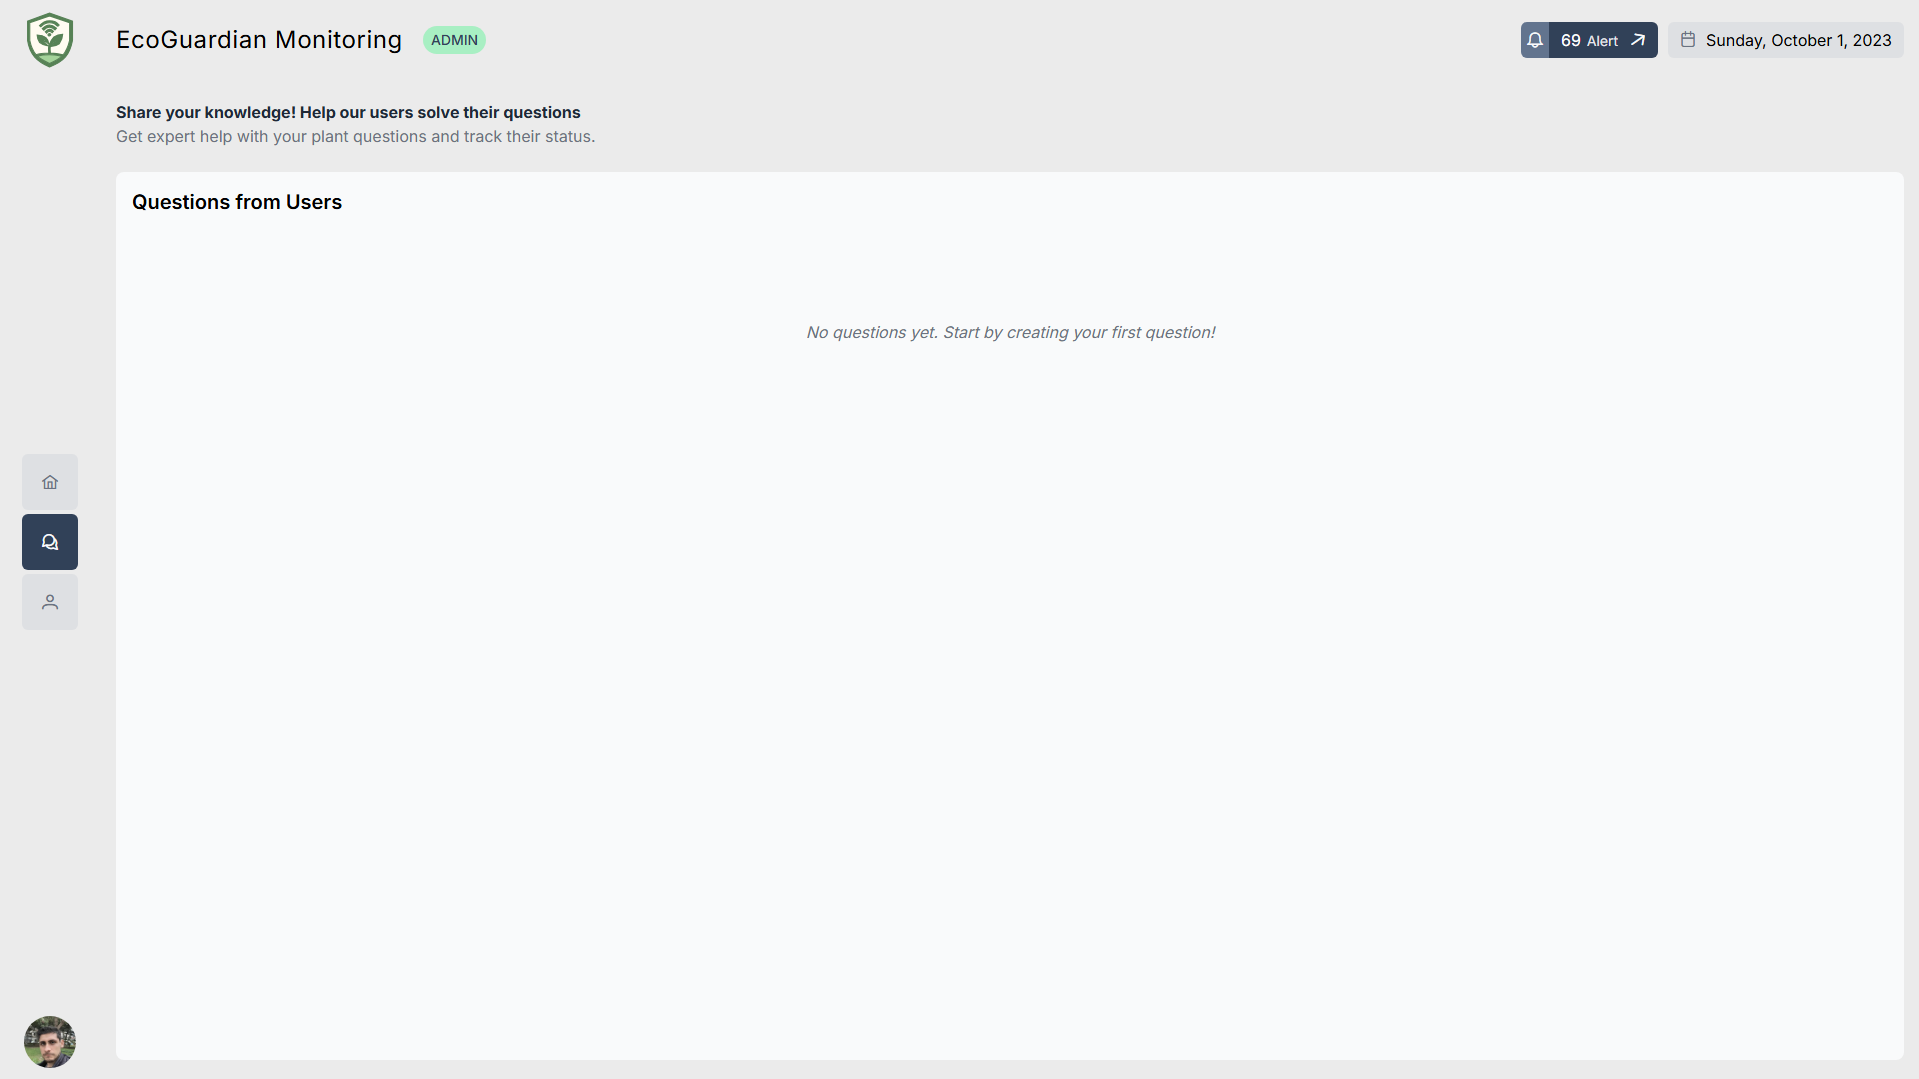 EcoGuardian Monitoring
ADMIN
69 Alert
Sunday, October 1, 2023
Share your knowledge! Help our users solve their questions
Get expert help with your plant questions and track their status.
Questions from Users
No questions yet. Start by creating your first question!